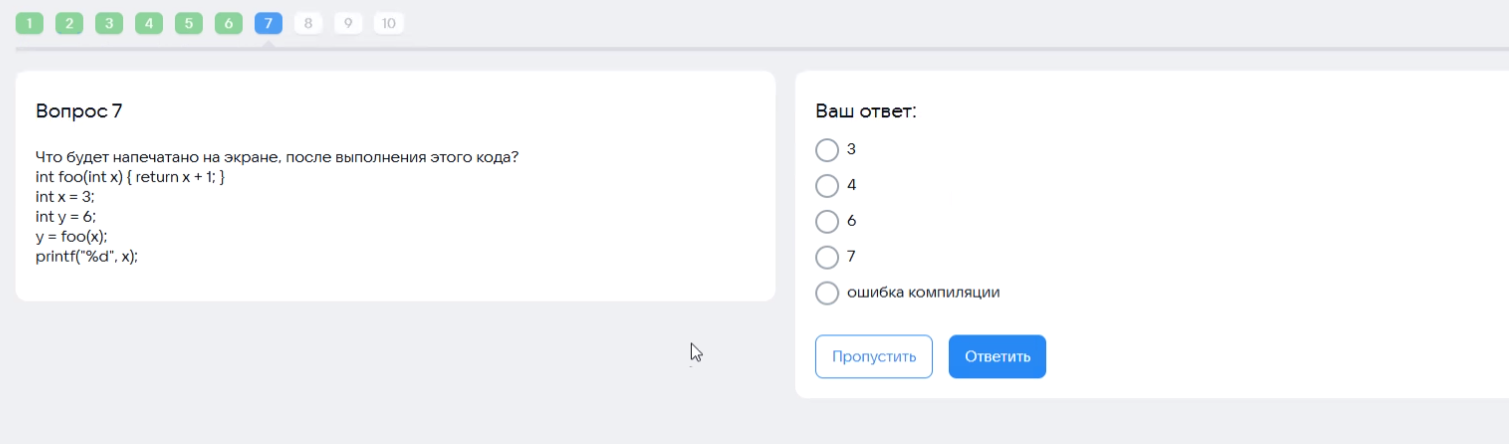 1 2 3 4 5 6 7 8 9 10
Вопрос 7
Что будет напечатано на экране, после выполнения этого кода?
int foo(int x) { return x + 1; }
int x = 3;
int y = 6;
y = foo(x);
printf("%d", x);
Ваш ответ:
3
4
6
7
ошибка компиляции
Пропустить Ответить